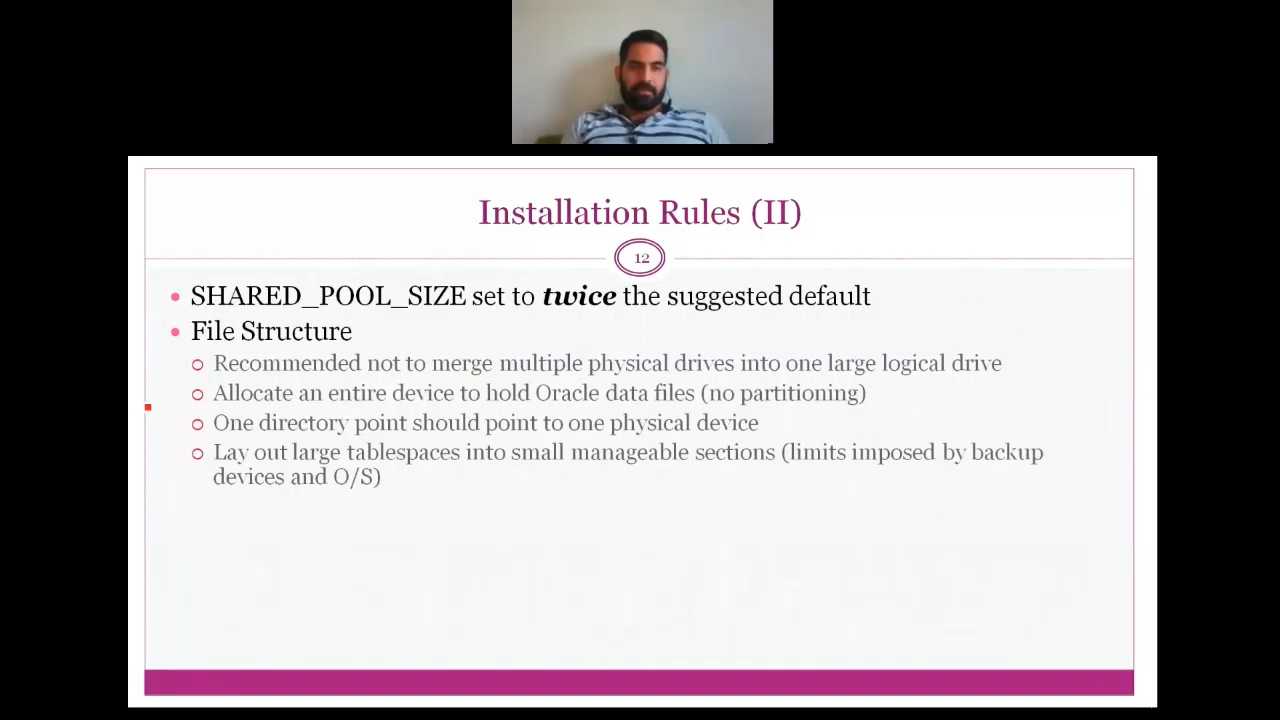 Installation Rules (II)
12
SHARED_POOL_SIZE set to twice the suggested default
File Structure
Recommended not to merge multiple physical drives into one large logical drive
Allocate an entire device to hold Oracle data files (no partitioning)
One directory point should point to one physical device
Lay out large tablespaces into small manageable sections (limits imposed by backup
devices and O/S)